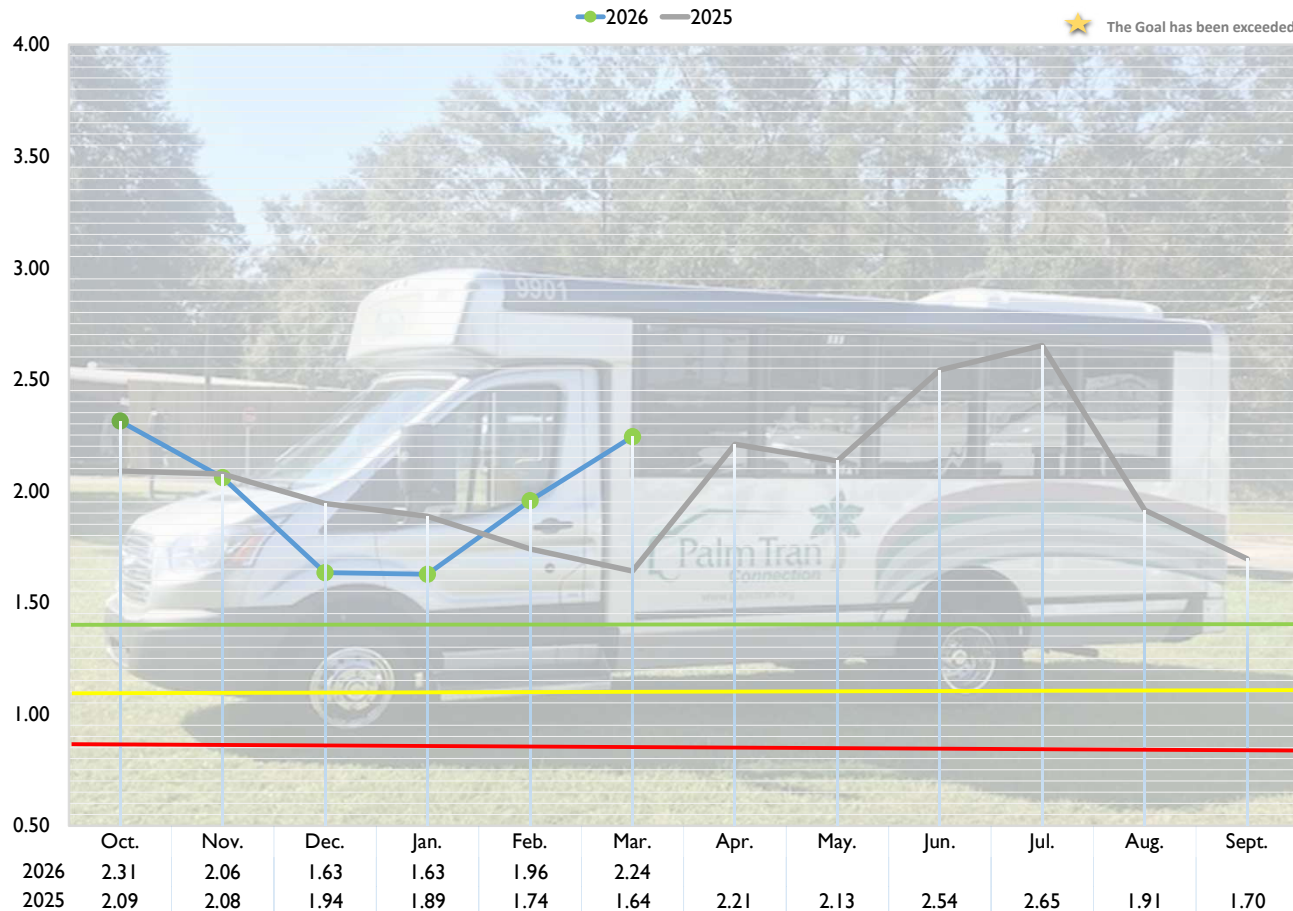 2026 2025
The Goal has been exceeded
4.00
3.50
3.00
2.50
2.00
1.50
1.00
0.50
9901
PalmTran
Connection
Oct. Nov. Dec. Jan. Feb. Mar. Apr. May. Jun. Jul. Aug. Sept.
2026 2.31 2.06 1.63 1.63 1.96 2.24
2025 2.09 2.08 1.94 1.89 1.74 1.64 2.21 2.13 2.54 2.65 1.91 1.70